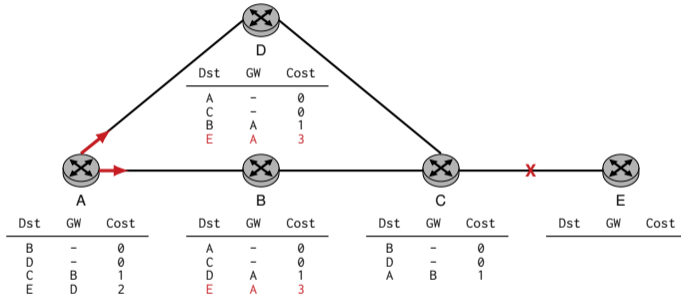 D
Dst GW Cost
A - 0
C - 0
B A 1
E A 3
X
A
B
C
E
Dst GW Cost
B - 0
D - 0
C B 1
E D 2
Dst GW Cost
A - 0
C - 0
D A 1
E A 3
Dst GW Cost
B - 0
D - 0
A B 1
Dst GW Cost